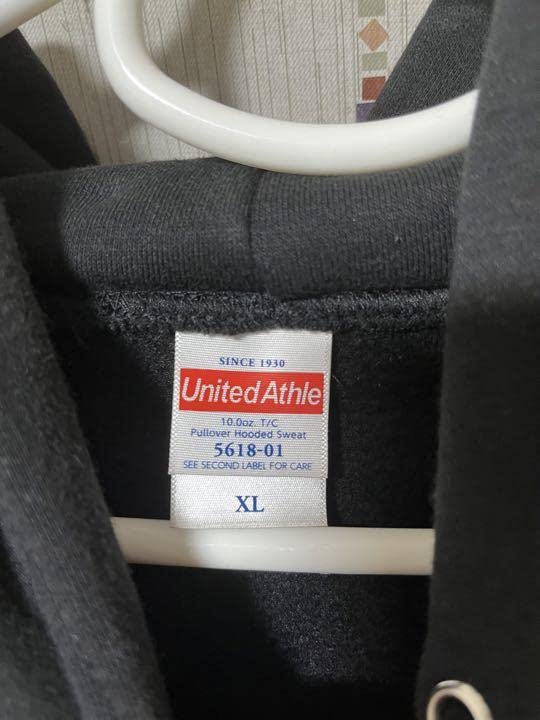 SINCE 1930
United Athle
10.0oz. T/C
Pullover Hooded Sweat
5618-01
SEE SECOND LABEL FOR CARE
XL